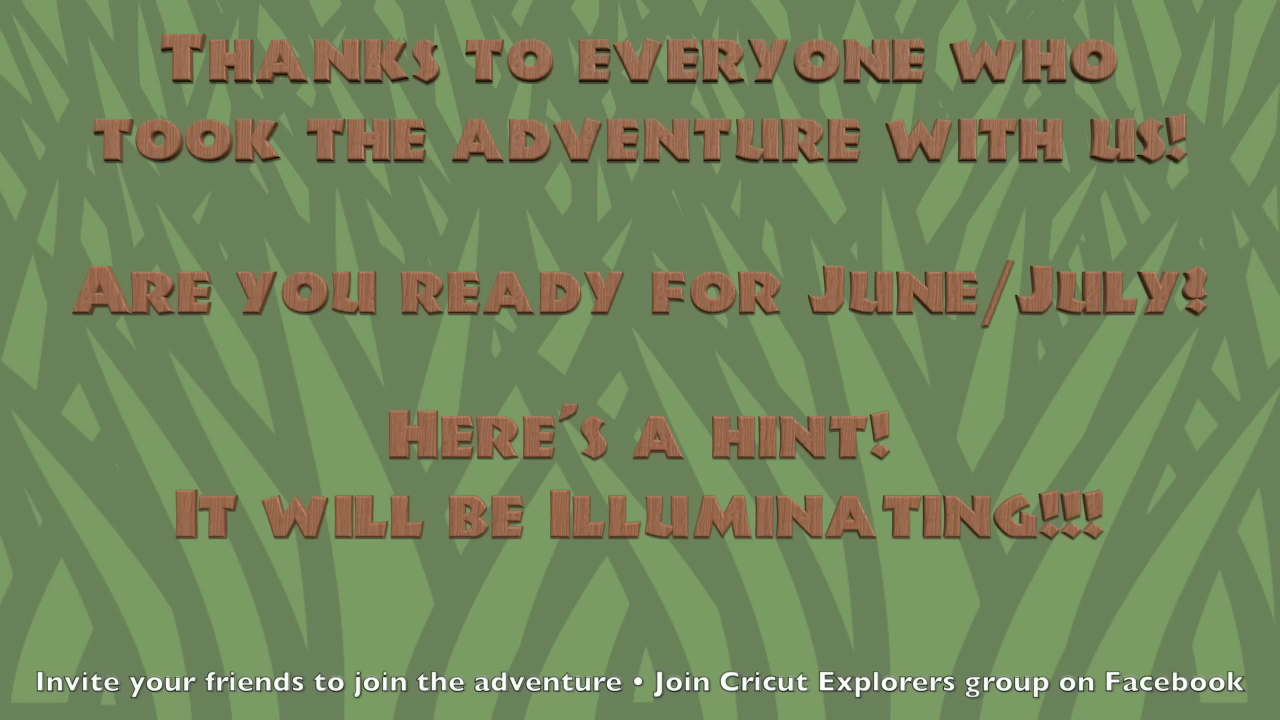 Thanks to everyone who
took the adventure with us!
Are you ready for June/July?
Here's a hint!
It will be Illuminating!!!
Invite your friends to join the adventure • Join Cricut Explorers group on Facebook